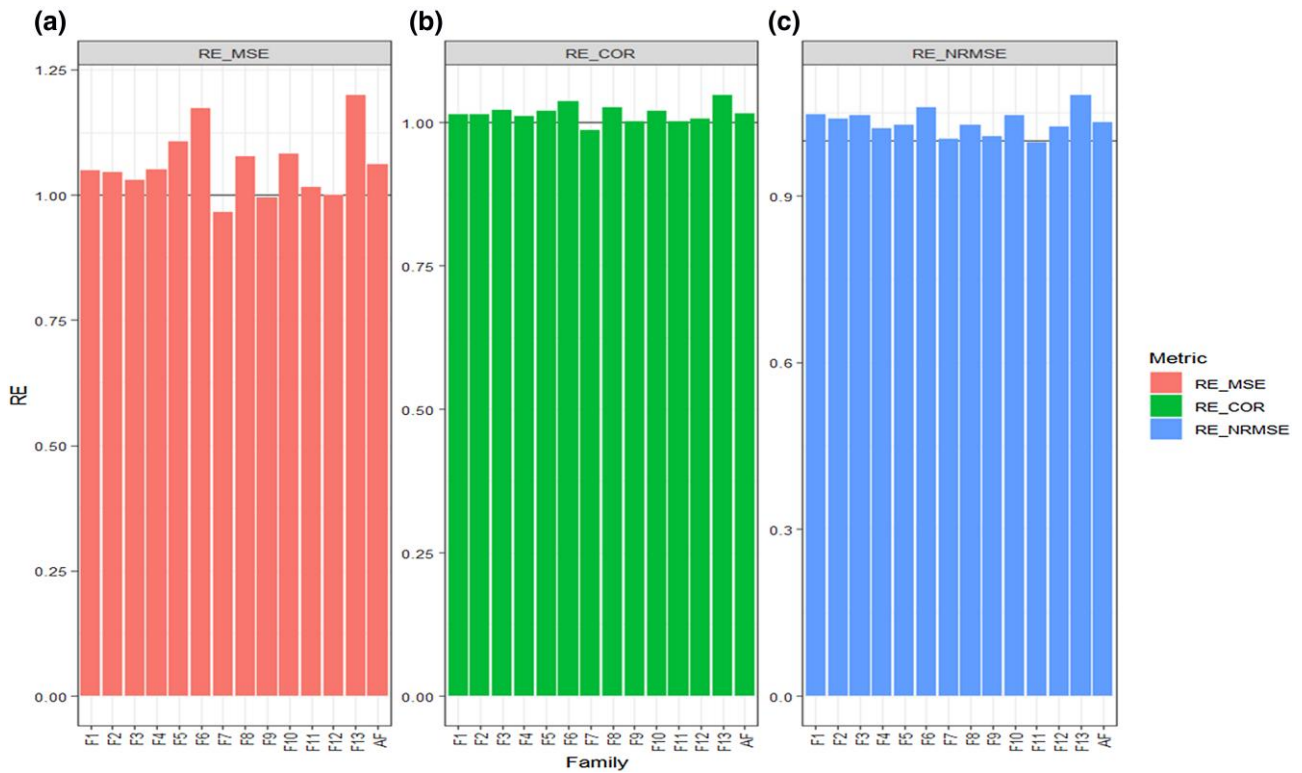 (a)
(b)
(c)
RE_MSE
RE_COR
RE_NRMSE
RE
1.25
1.00
0.75
0.50
0.25
0.00
1.00
0.75
0.50
0.25
0.00
0.9
0.6
0.3
0.0
F1 F2 F3 F4 F5 F6 F7 F8 F9 F10 F11 F12 F13 AF
F1 F2 F3 F4 F5 F6 F7 F8 F9 F10 F11 F12 F13 AF
F1 F2 F3 F4 F5 F6 F7 F8 F9 F10 F11 F12 F13 AF
Family
Metric
RE_MSE
RE_COR
RE_NRMSE